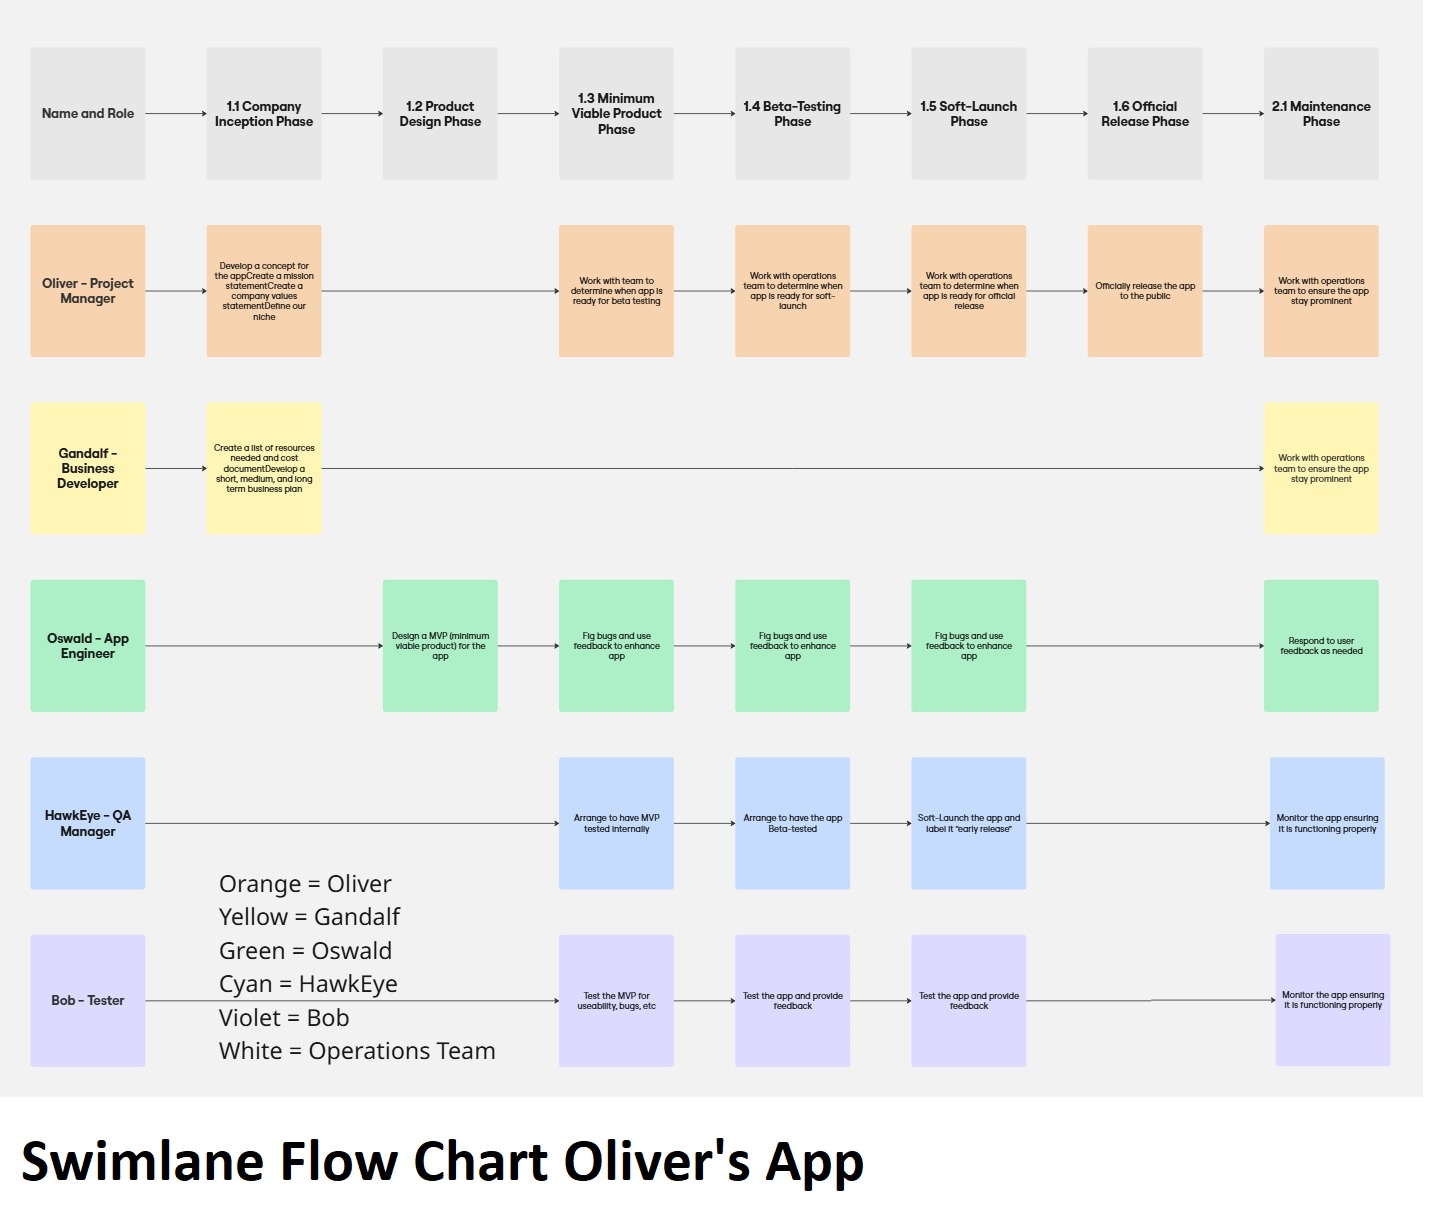 Name and Role
1.1 Company
Inception Phase
1.2 Product
Design Phase
1.3 Minimum
Viable Product
Phase
1.4 Beta-Testing
Phase
1.5 Soft-Launch
Phase
1.6 Official
Release Phase
2.1 Maintenance
Phase
Oliver - Project
Manager
Develop a concept for
the appCreate a mission
statementCreate a
company values
statementDefine our
niche
Work with team to
determine when app is
ready for beta testing
Work with operations
team to determine when
app is ready for soft-
launch
Work with operations
team to determine when
app is ready for official
release
Officially release the app
to the public
Work with operations
team to ensure the app
stay prominent
Gandalf -
Business
Developer
Create a list of resources
needed and cost
documentDevelop a
short, medium, and long
term business plan
Work with operations
team to ensure the app
stay prominent
Oswald - App
Engineer
Design a MVP (minimum
viable product) for the
app
Fig bugs and use
feedback to enhance
app
Fig bugs and use
feedback to enhance
app
Fig bugs and use
feedback to enhance
app
Respond to user
feedback as needed
HawkEye - QA
Manager
Arrange to have MVP
tested internally
Arrange to have the app
Beta-tested
Soft-Launch the app and
label it "early release"
Monitor the app ensuring
it is functioning properly
Orange = Oliver
Yellow = Gandalf
Green = Oswald
Cyan = HawkEye
Violet = Bob
White = Operations Team
Bob - Tester
Test the MVP for
useability, bugs, etc
Test the app and provide
feedback
Test the app and provide
feedback
Monitor the app ensuring
it is functioning properly
Swimlane Flow Chart Oliver's App